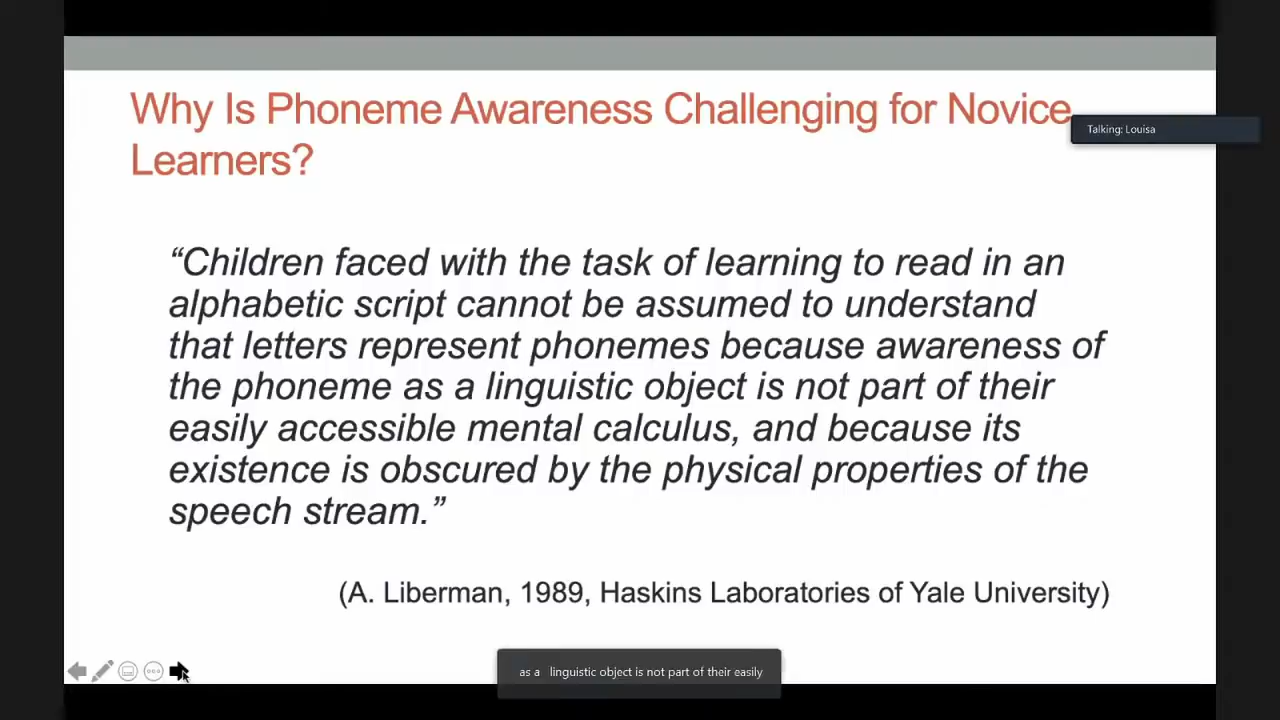 Why Is Phoneme Awareness Challenging for Novice
Learners?
Talking: Louisa
“Children faced with the task of learning to read in an
alphabetic script cannot be assumed to understand
that letters represent phonemes because awareness of
the phoneme as a linguistic object is not part of their
easily accessible mental calculus, and because its
existence is obscured by the physical properties of the
speech stream.”
(A. Liberman, 1989, Haskins Laboratories of Yale University)
as a linguistic object is not part of their easily